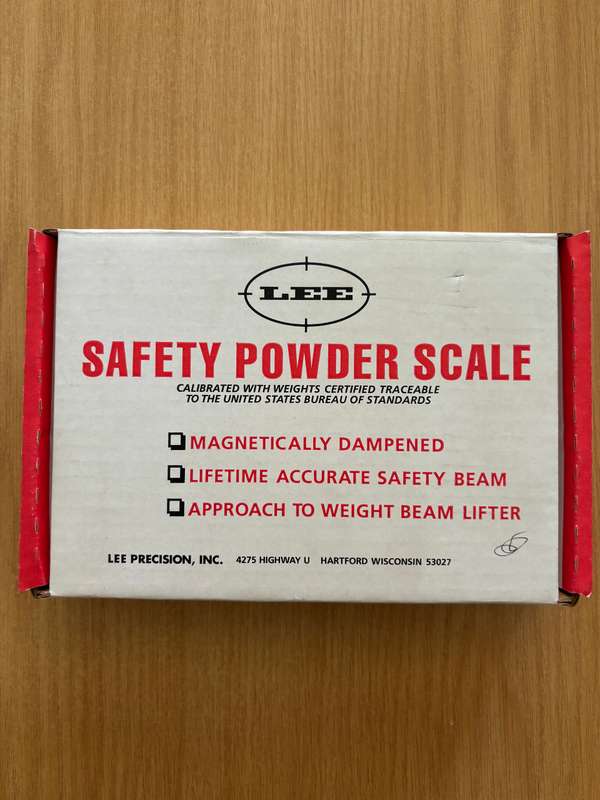 LEE
SAFETY POWDER SCALE
CALIBRATED WITH WEIGHTS CERTIFIED TRACEABLE
TO THE UNITED STATES BUREAU OF STANDARDS
MAGNETICALLY DAMPENED
LIFETIME ACCURATE SAFETY BEAM
APPROACH TO WEIGHT BEAM LIFTER
LEE PRECISION, INC. 4275 HIGHWAY U HARTFORD WISCONSIN 53027